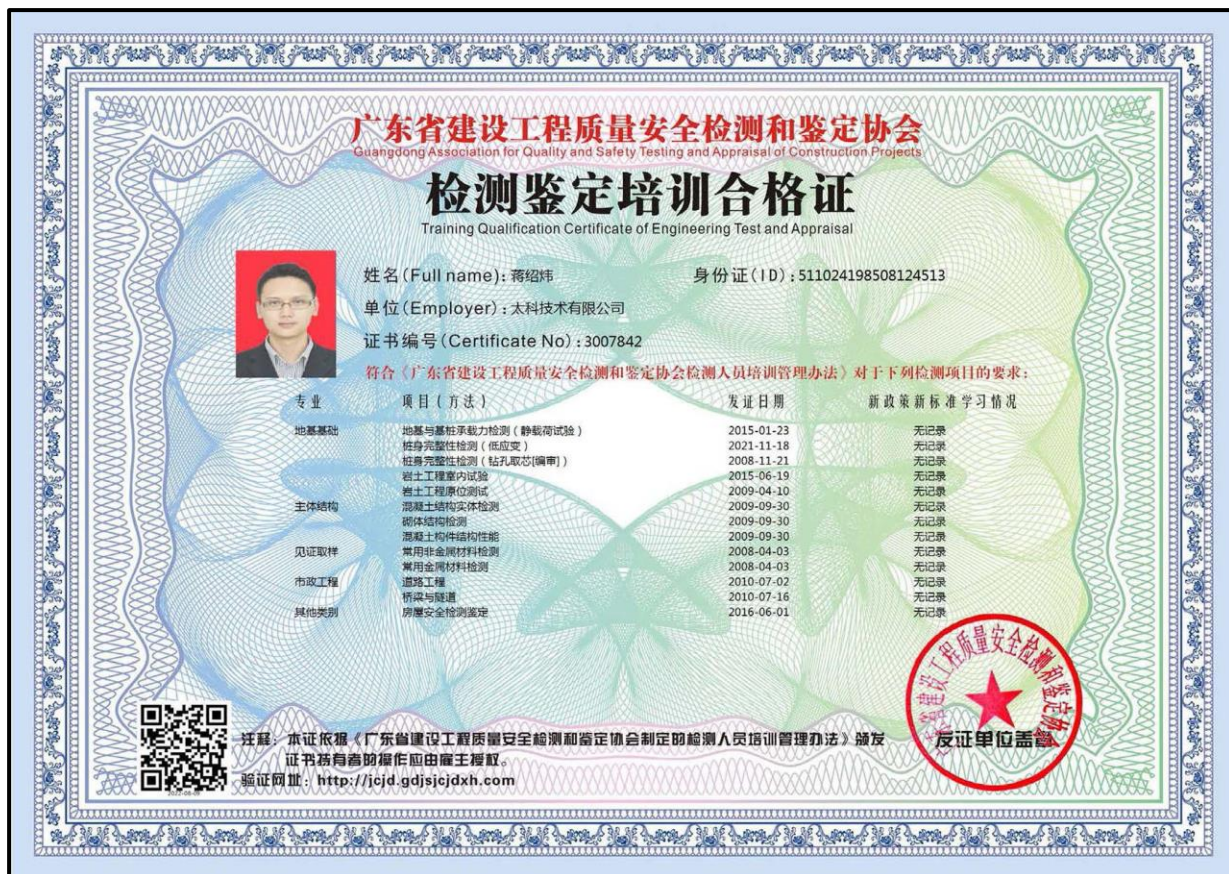 广东省建设工程质量安全检测和鉴定协会
Guangdong Association for Quality and Safety Testing and Appraisal of Construction Projects
检测鉴定培训合格证
Training Qualification Certificate of Engineering Test and Appraisal
姓名(Full name):蒋绍炜 身份证(ID):511024198508124513
单位(Employer):太科技术有限公司
证书编号(Certificate No):3007842
符合《广东省建设工程质量安全检测和鉴定协会检测人员培训管理办法》对于下列检测项目的要求:
专业 项目(方法) 发证日期 新政策新标准学习情况
地基基础 地基与基桩承载力检测(静载荷试验) 2015-01-23 无记录
桩身完整性检测(低应变) 2021-11-18 无记录
桩身完整性检测(钻孔取芯[编审]) 2008-11-21 无记录
岩土工程室内试验 2015-06-19 无记录
岩土工程原位测试 2009-04-10 无记录
主体结构 混凝土结构实体检测 2009-09-30 无记录
砌体结构检测 2009-09-30 无记录
混凝土构件结构性能 2009-09-30 无记录
见证取样 常用非金属材料检测 2008-04-03 无记录
常用金属材料检测 2008-04-03 无记录
市政工程 道路工程 2010-07-02 无记录
桥梁与隧道 2010-07-16 无记录
其他类别 房屋安全检测鉴定 2016-06-01 无记录
广东省建设工程质量安全检测和鉴定协会
发证单位盖章
注释:本证依据《广东省建设工程质量安全检测和鉴定协会制定的检测人员培训管理办法》颁发
证书持有者的操作应由雇主授权。
验证网址:http://jcjd.gdjsjcjdxh.com